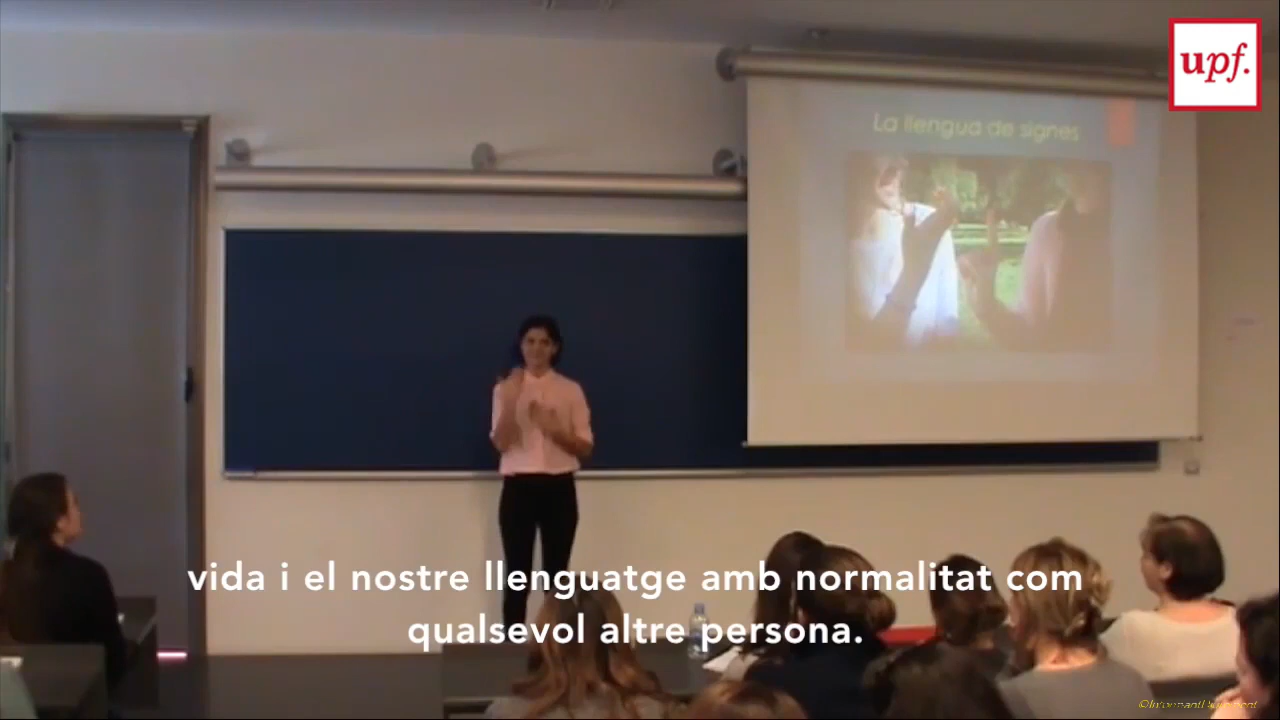 upf.
La llengua de signes
vida i el nostre llenguatge amb normalitat com
qualsevol altre persona.